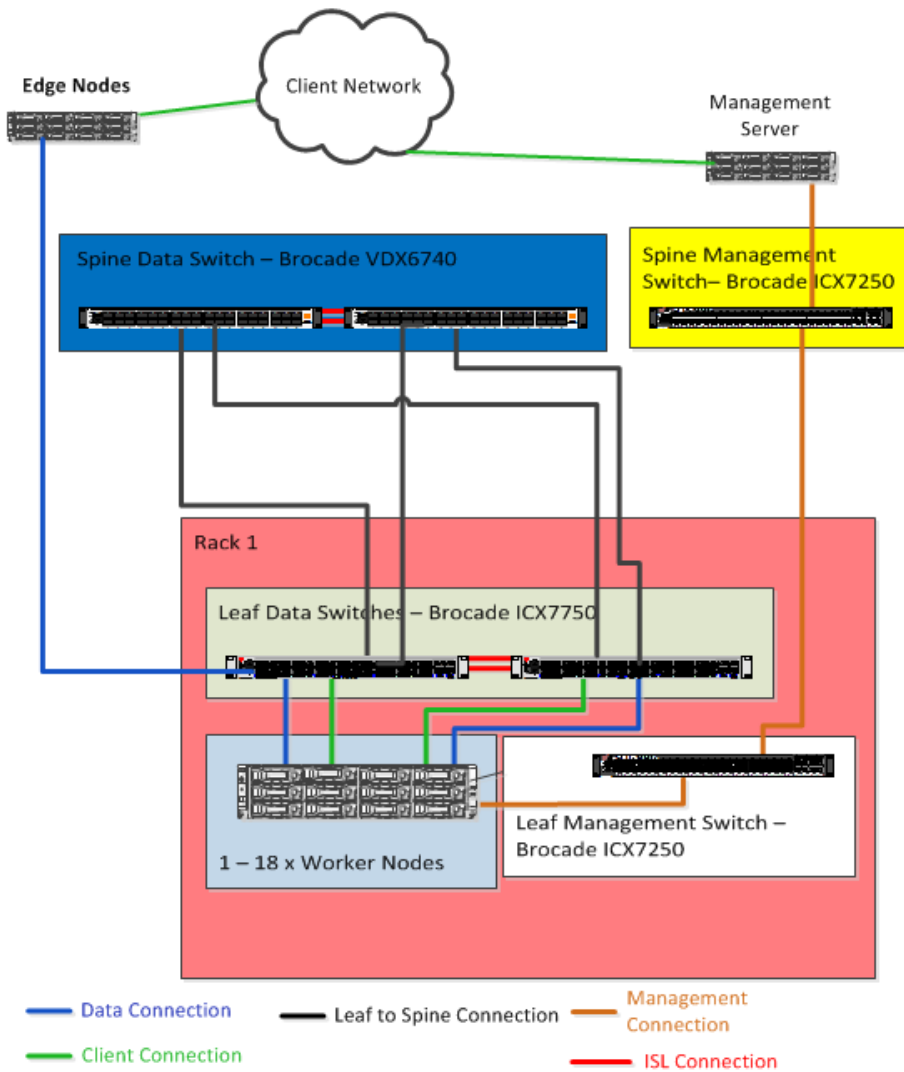 Client Network
Edge Nodes
Management
Server
Spine Data Switch – Brocade VDX6740
Spine Management
Switch– Brocade ICX7250
Rack 1
Leaf Data Switches – Brocade ICX7750
1 – 18 x Worker Nodes
Leaf Management Switch –
Brocade ICX7250
Data Connection
Leaf to Spine Connection
Management
Connection
Client Connection
ISL Connection